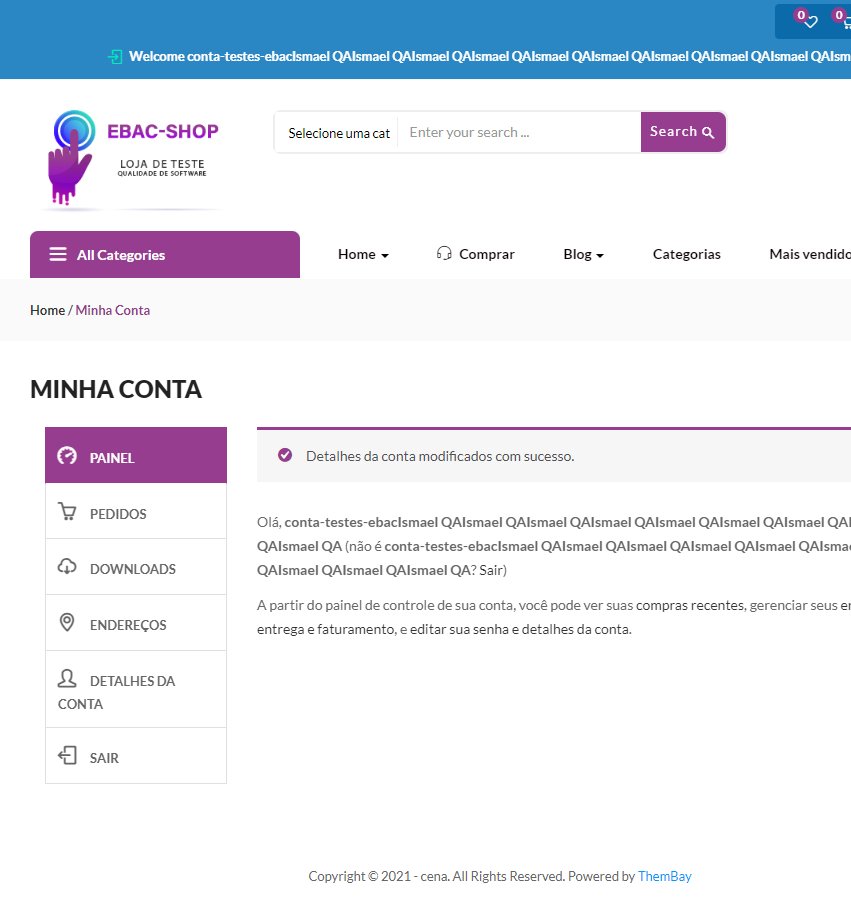 0 0
Welcome conta-testes-ebacIsmael QAIsmael QAIsmael QAIsmael QAIsmael QAIsmael QAIsmael QAIsmael QAIsm
EBAC-SHOP
LOJA DE TESTE
QUALIDADE DE SOFTWARE
Selecione uma cat Enter your search ... Search
All Categories Home Comprar Blog Categorias Mais vendido
Home / Minha Conta
MINHA CONTA
PAINEL
PEDIDOS
DOWNLOADS
ENDEREÇOS
DETALHES DA
CONTA
SAIR
Detalhes da conta modificados com sucesso.
Olá, conta-testes-ebacIsmael QAIsmael QAIsmael QAIsmael QAIsmael QAIsmael QAIsmael QAIsmael QAI
QAIsmael QA (não é conta-testes-ebacIsmael QAIsmael QAIsmael QAIsmael QAIsmael QAIsmae
QAIsmael QAIsmael QAIsmael QA? Sair)
A partir do painel de controle de sua conta, você pode ver suas compras recentes, gerenciar seus en
entrega e faturamento, e editar sua senha e detalhes da conta.
Copyright © 2021 - cena. All Rights Reserved. Powered by ThemBay